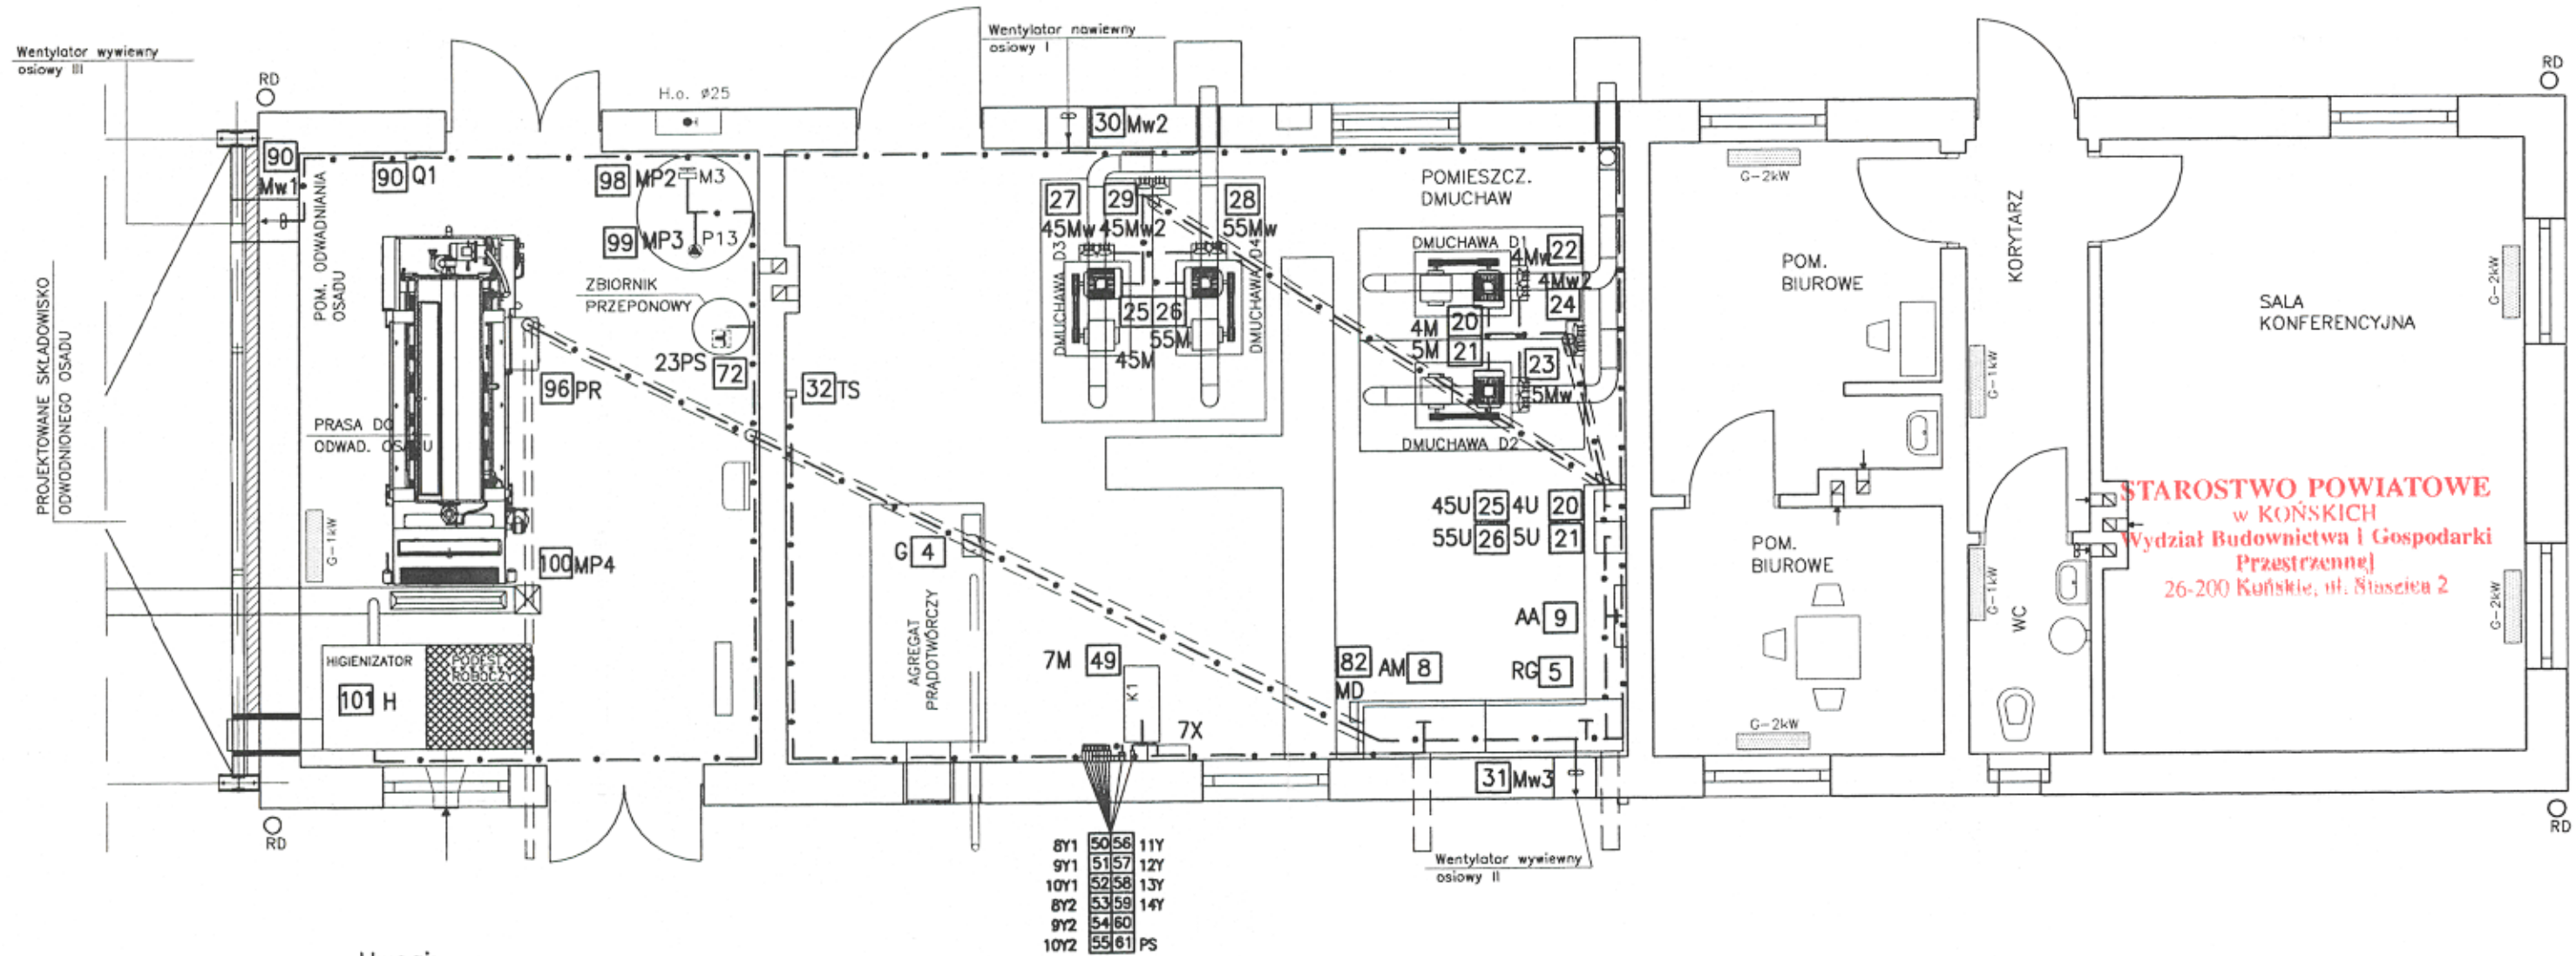 Wentylator wywiewny
osiowy III
Wentylator nawiewny
osiowy I
RD
RD
H.o. ø25
30 Mw2
90
Mw1
90 Q1
98 MP2
M3
99 MP3
P13
POM. ODWADNIANIA
OSADU
ZBIORNIK
PRZEPONOWY
23PS 72
32 TS
96 PR
PRASA DO
ODWAD. OSADU
PROJEKTOWANE SKŁADOWISKO
ODWODNIONEGO OSADU
G-1kW
100 MP4
HIGIENIZATOR
PODEST
ROBOCZY
101 H
27
29
28
45Mw
45Mw2
55Mw
DMUCHAWA D3
DMUCHAWA D4
25 26
55M
45M
POMIESZCZ.
DMUCHAW
DMUCHAWA D1
22
4Mw
4Mw2
24
4M 20
5M 21
23
5Mw
DMUCHAWA D2
45U 25 4U 20
55U 26 5U 21
AA 9
G 4
AGREGAT
PRĄDOTWÓRCZY
7M 49
K1
7X
82
MD
AM 8
RG 5
31 Mw3
Wentylator wywiewny
osiowy II
8Y1 50 56 11Y
9Y1 51 57 12Y
10Y1 52 58 13Y
8Y2 53 59 14Y
9Y2 54 60
10Y2 55 61 PS
G-2kW
POM.
BIUROWE
KORYTARZ
G-1kW
SALA
KONFERENCYJNA
G-2kW
POM.
BIUROWE
G-2kW
WC
G-1kW
G-2kW
STAROSTWO POWIATOWE
w KOŃSKICH
Wydział Budownictwa i Gospodarki
Przestrzennej
26-200 Końskie, ul. Staszica 2
RD
RD